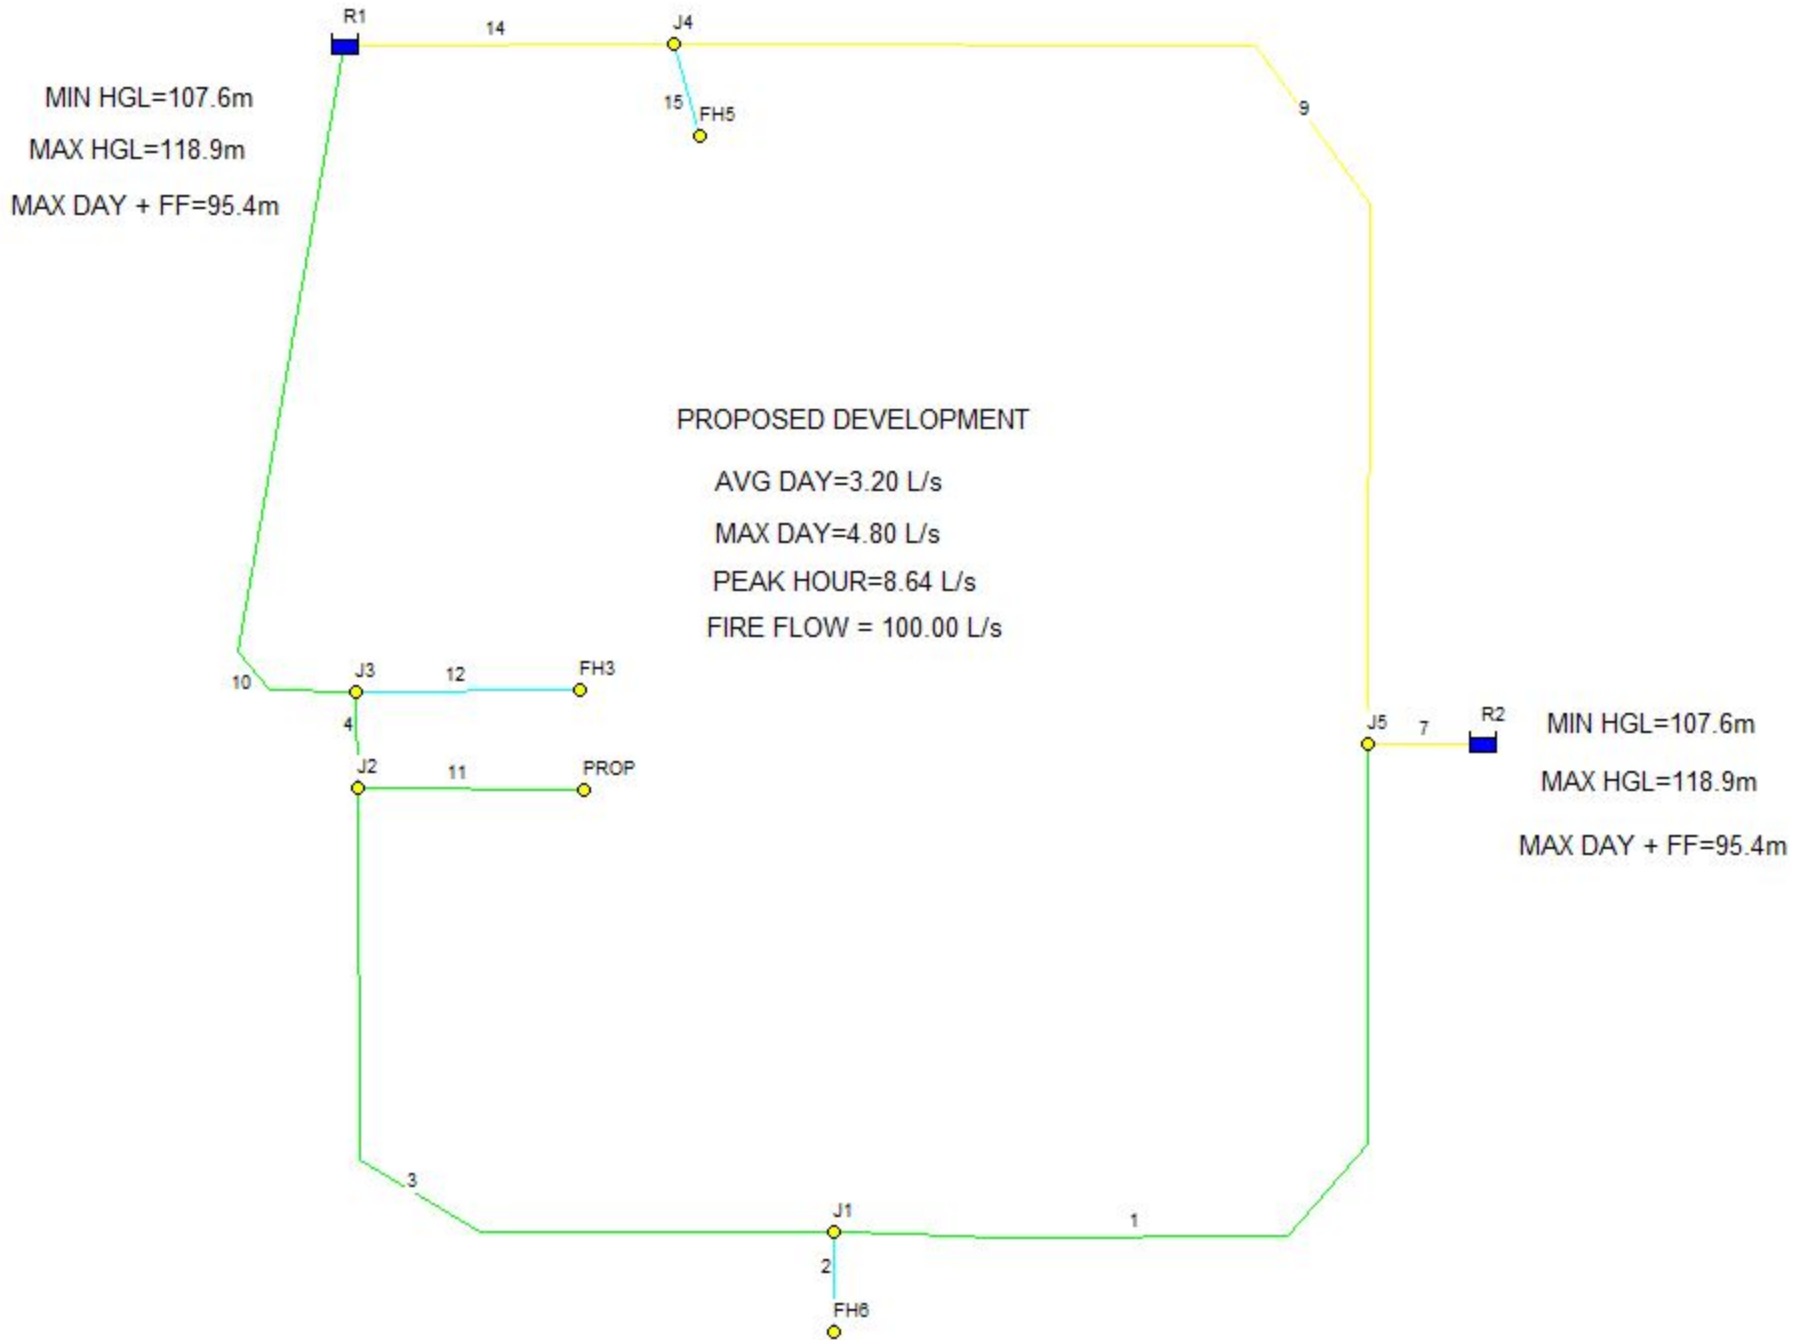 R1
14
J4
MIN HGL=107.6m
15
FH5
9
MAX HGL=118.9m
MAX DAY + FF=95.4m
PROPOSED DEVELOPMENT
AVG DAY=3.20 L/s
MAX DAY=4.80 L/s
PEAK HOUR=8.64 L/s
FIRE FLOW = 100.00 L/s
J3
12
FH3
10
4
J2
11
PROP
J5
7
R2
MIN HGL=107.6m
MAX HGL=118.9m
MAX DAY + FF=95.4m
3
J1
1
2
FH6